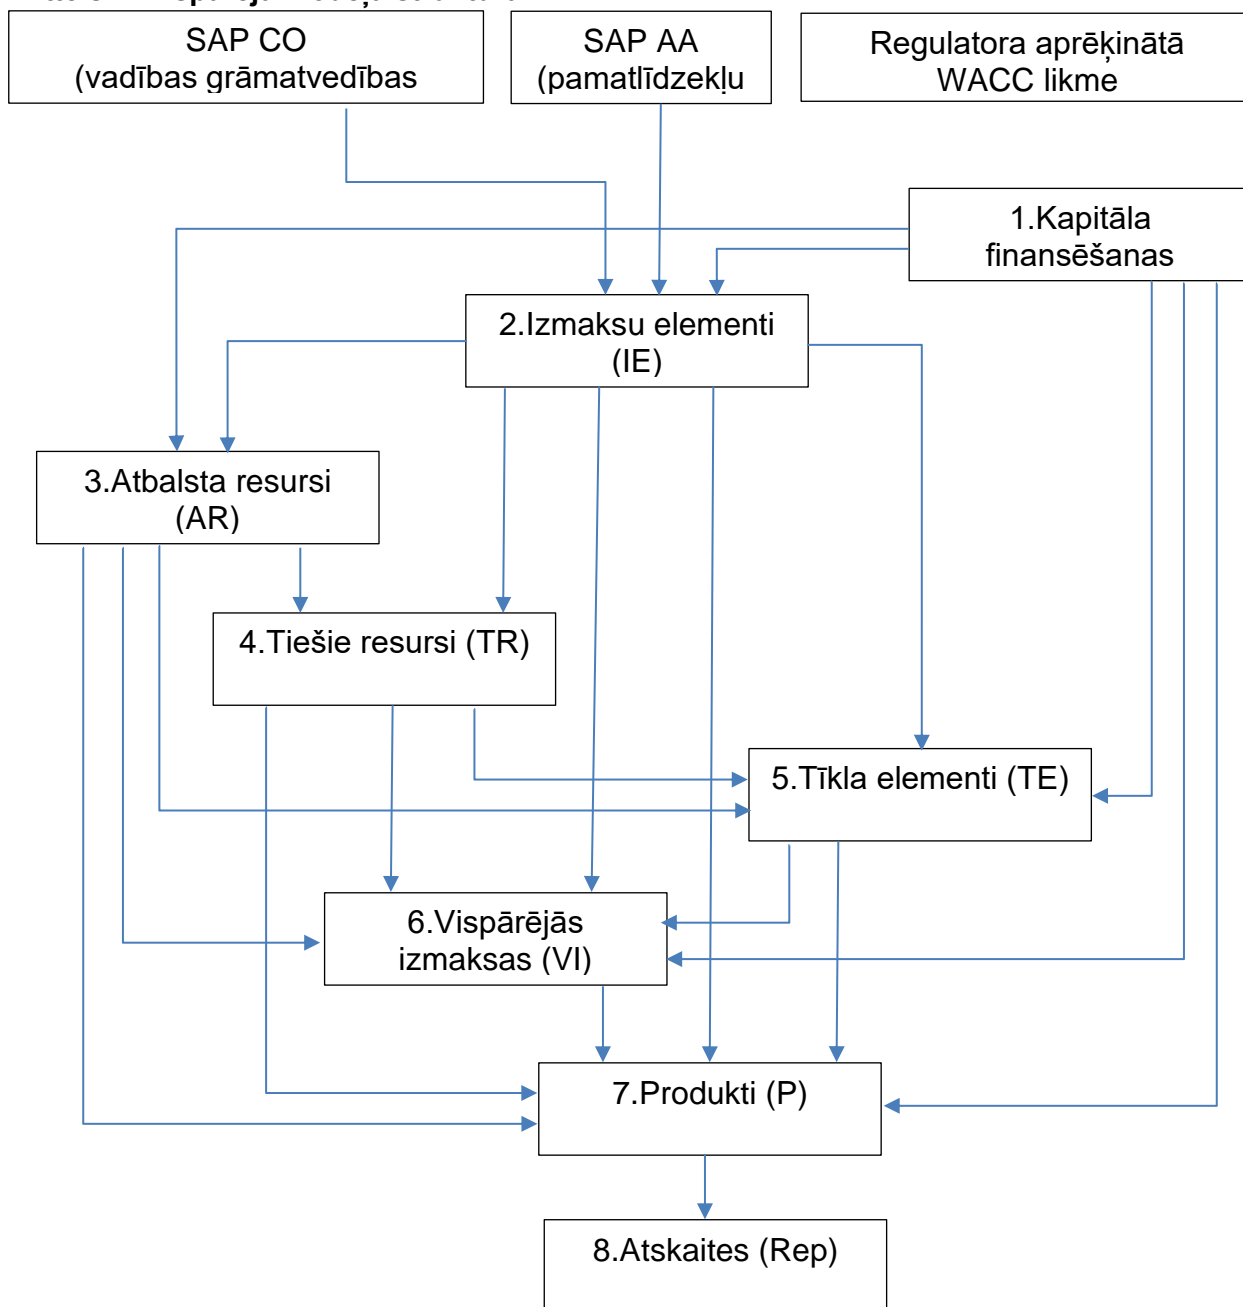 SAP CO
(vadības grāmatvedības
SAP AA
(pamatlīdzekļu
Regulatora aprēķinātā
WACC likme
1.Kapitāla
finansēšanas
2.Izmaksu elementi
(IE)
3.Atbalsta resursi
(AR)
4.Tiešie resursi (TR)
5.Tīkla elementi (TE)
6.Vispārējās
izmaksas (VI)
7.Produkti (P)
8.Atskaites (Rep)